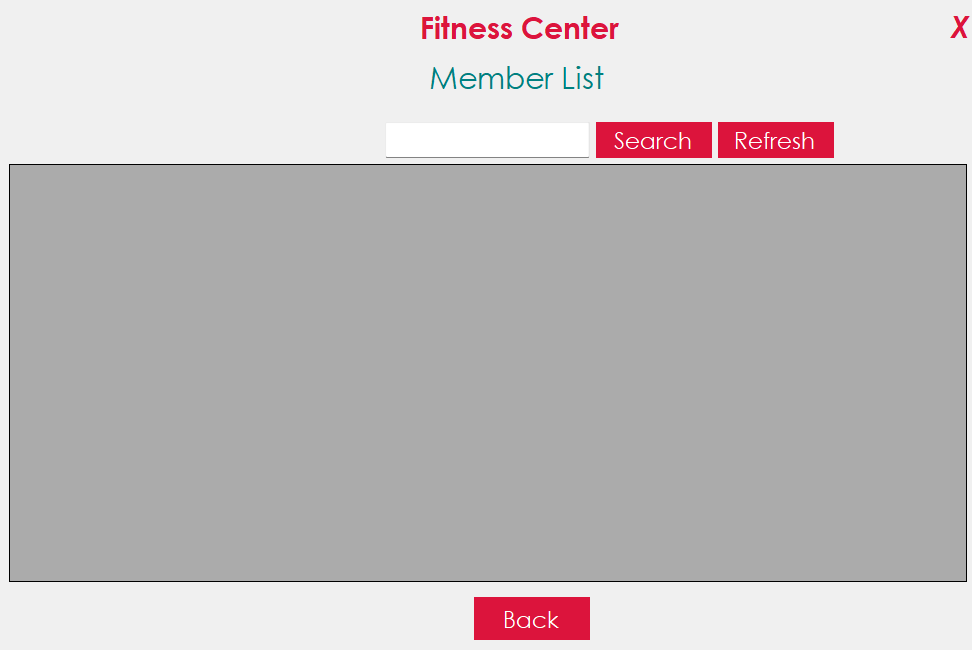 Fitness Center
X
Member List
Search
Refresh
Back